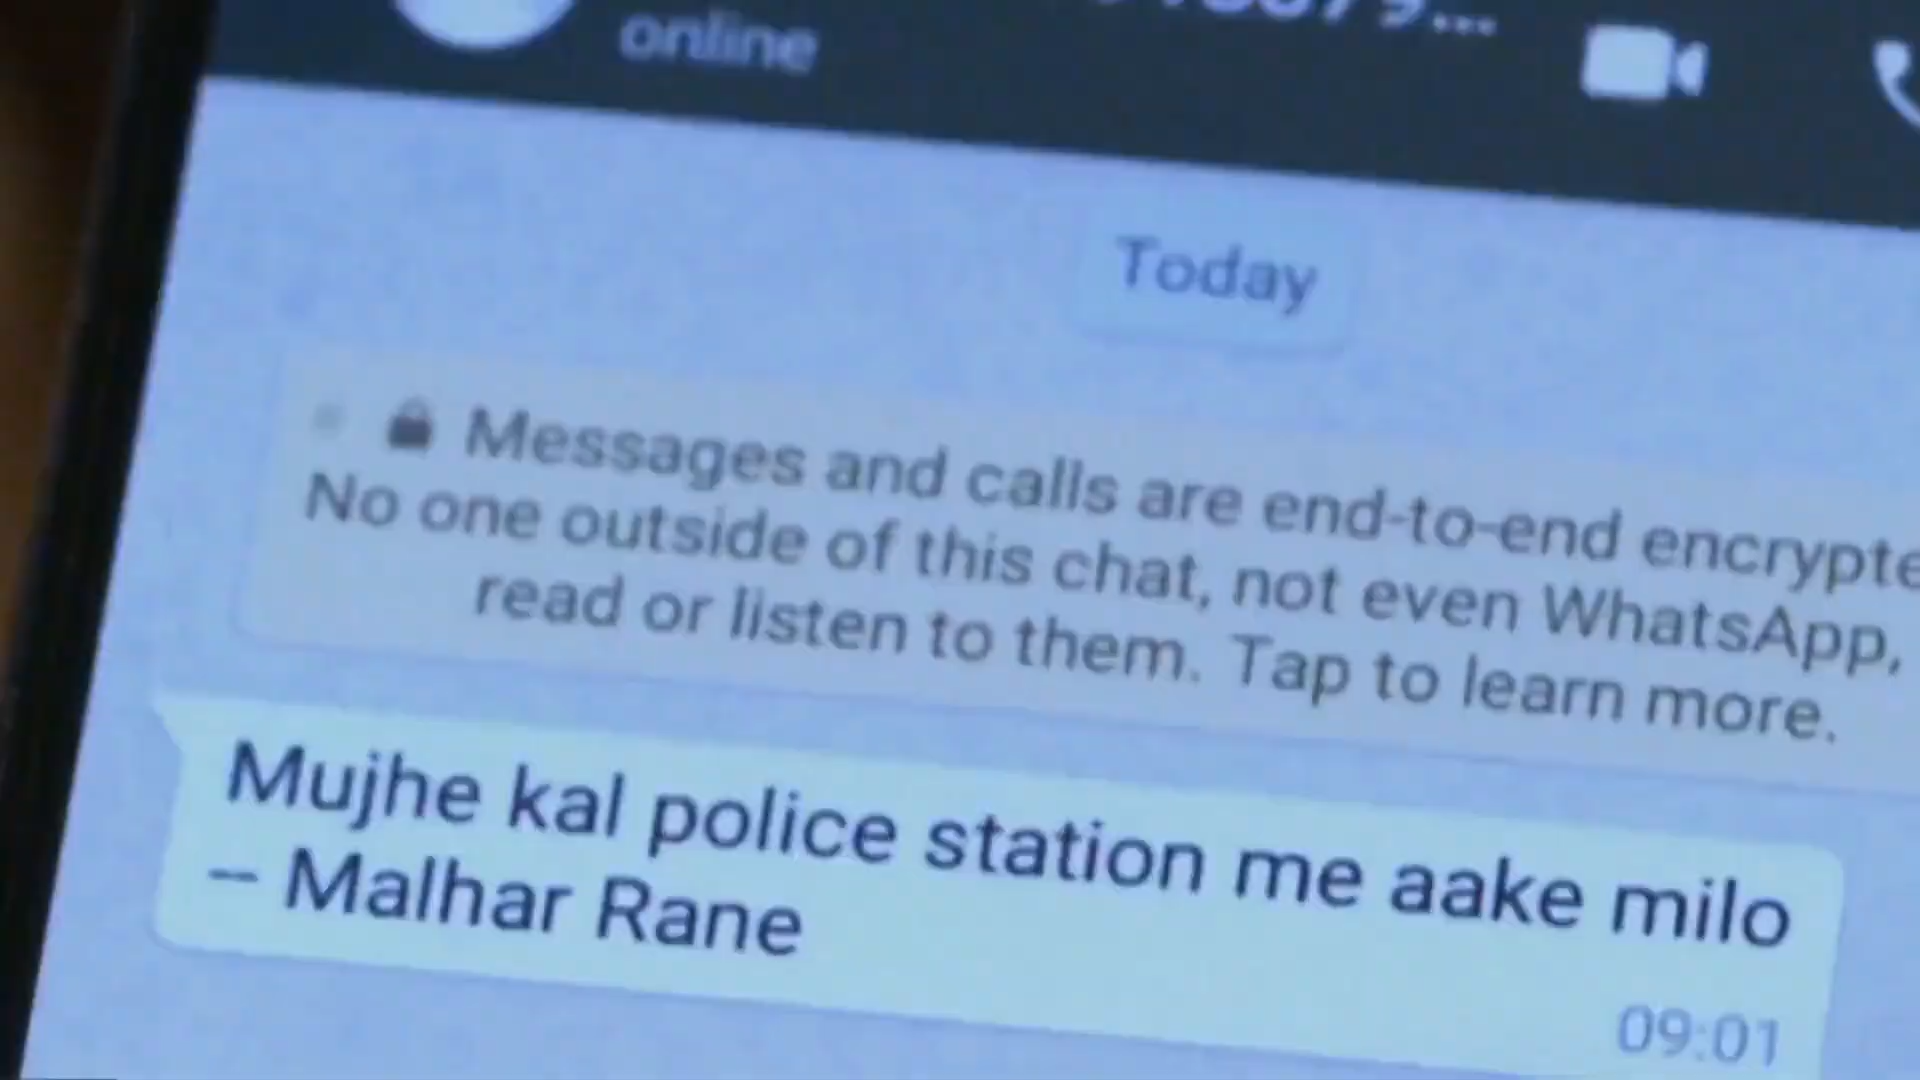 online
Today
Messages and calls are end-to-end
No one outside of this chat, not even WhatsApp,
read or listen to them. Tap to learn more.
Mujhe kal police station me aake milo
– Malhar Rane
09:01